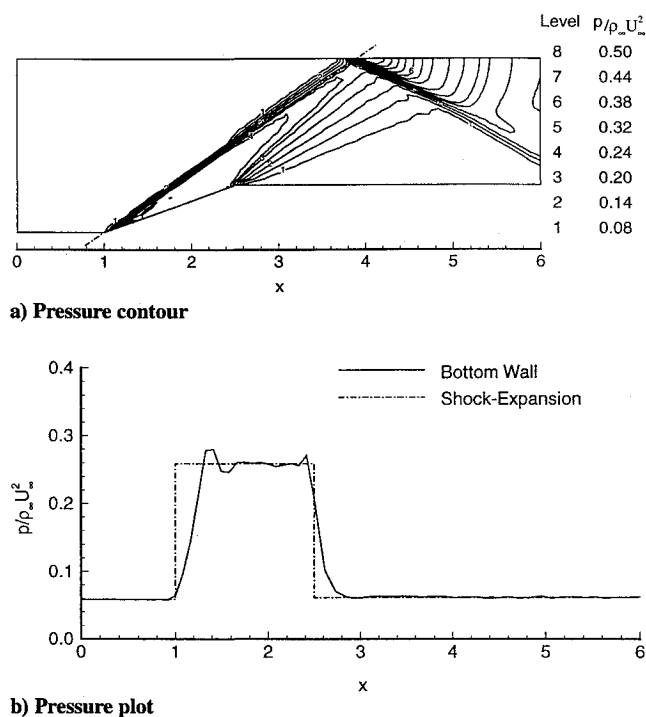 Level p/ρ∞U²∞
8 0.50
7 0.44
6 0.38
5 0.32
4 0.24
3 0.20
2 0.14
1 0.08
0 1 2 3 4 5 6
x
a) Pressure contour
0.4
0.3
0.2
0.1
0.0
p/ρ∞U²∞
Bottom Wall
Shock-Expansion
0 1 2 3 4 5 6
x
b) Pressure plot